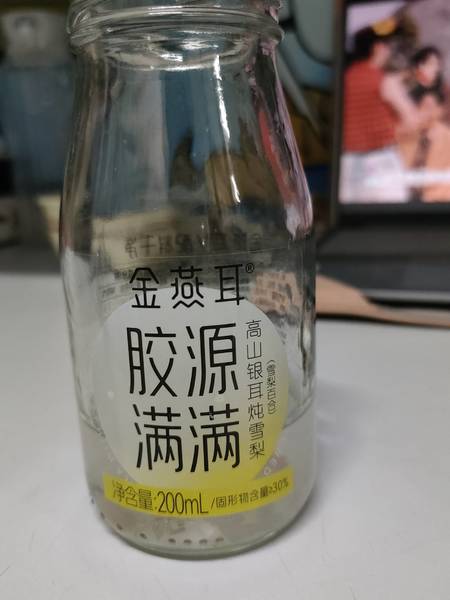 金燕耳®
胶源
满满
高山银耳炖雪梨
(雪梨百合)
净含量:200mL/固形物含量≥30%